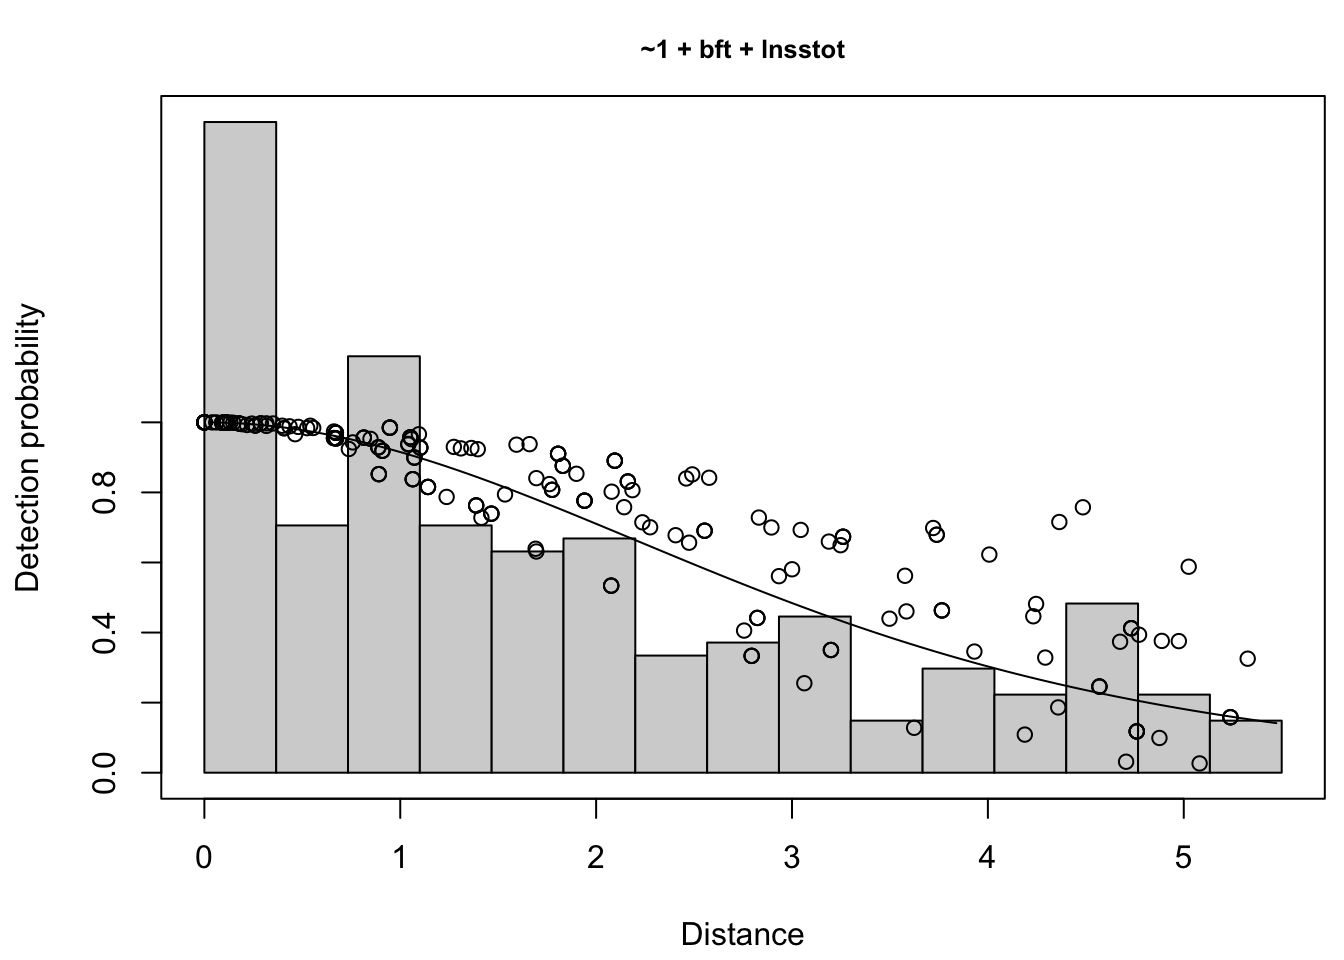 ~1 + bft + lnsstot
Detection probability
0.8
0.4
0.0
0 1 2 3 4 5
Distance